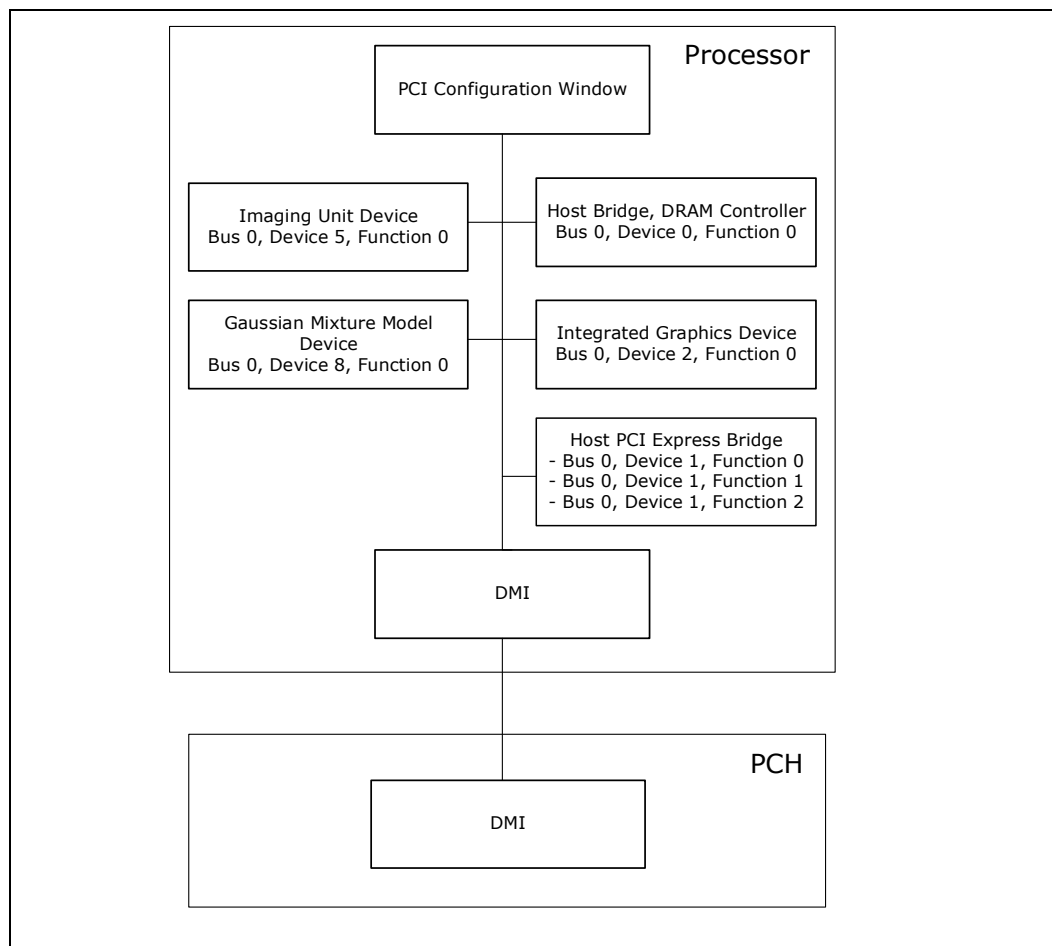 Processor
PCI Configuration Window
Imaging Unit Device
Bus 0, Device 5, Function 0
Host Bridge, DRAM Controller
Bus 0, Device 0, Function 0
Gaussian Mixture Model
Device
Bus 0, Device 8, Function 0
Integrated Graphics Device
Bus 0, Device 2, Function 0
Host PCI Express Bridge
- Bus 0, Device 1, Function 0
- Bus 0, Device 1, Function 1
- Bus 0, Device 1, Function 2
DMI
PCH
DMI